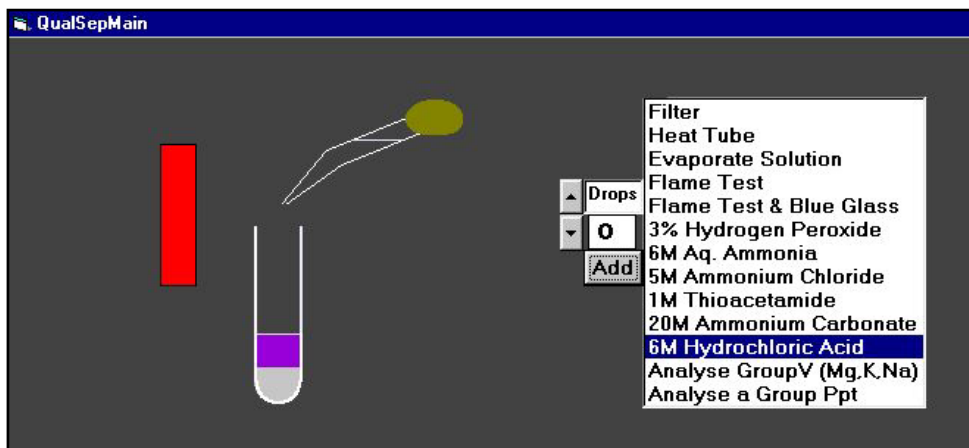 QualSepMain
Filter
Heat Tube
Evaporate Solution
Flame Test
Flame Test & Blue Glass
3% Hydrogen Peroxide
6M Aq. Ammonia
5M Ammonium Chloride
1M Thioacetamide
20M Ammonium Carbonate
6M Hydrochloric Acid
Analyse GroupV (Mg,K,Na)
Analyse a Group Ppt
Drops
0
Add